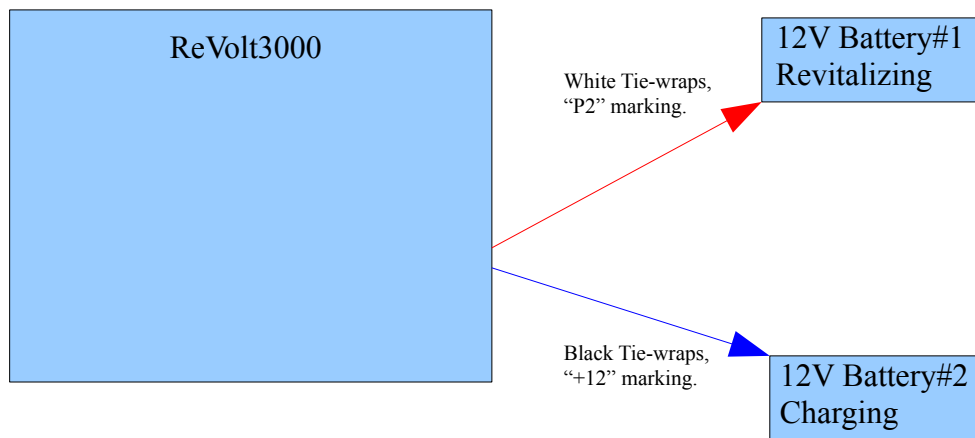 ReVolt3000
12V Battery#1
Revitalizing
White Tie-wraps,
“P2” marking.
Black Tie-wraps,
“+12” marking.
12V Battery#2
Charging